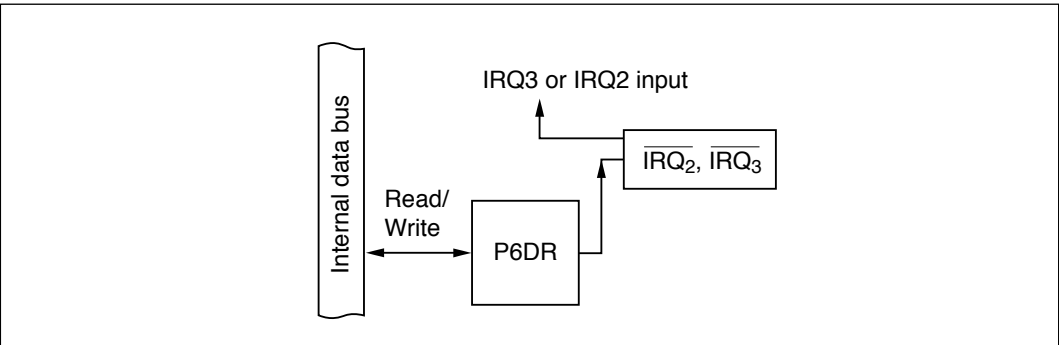 Internal data bus
IRQ3 or IRQ2 input
IRQ₂, IRQ₃
Read/
Write
P6DR